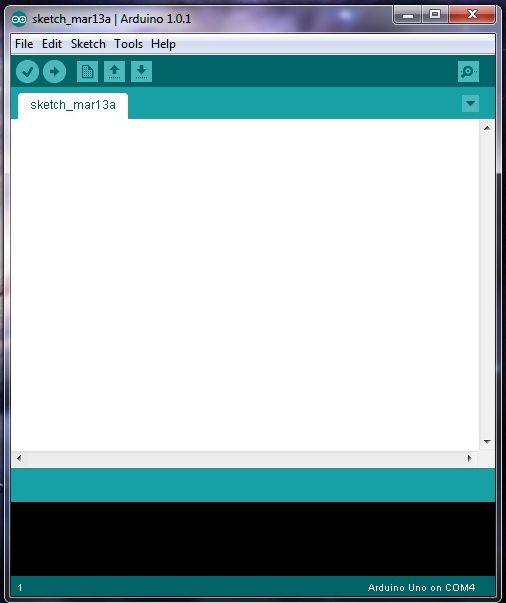 sketch_mar13a | Arduino 1.0.1
File Edit Sketch Tools Help
sketch_mar13a
1 Arduino Uno on COM4